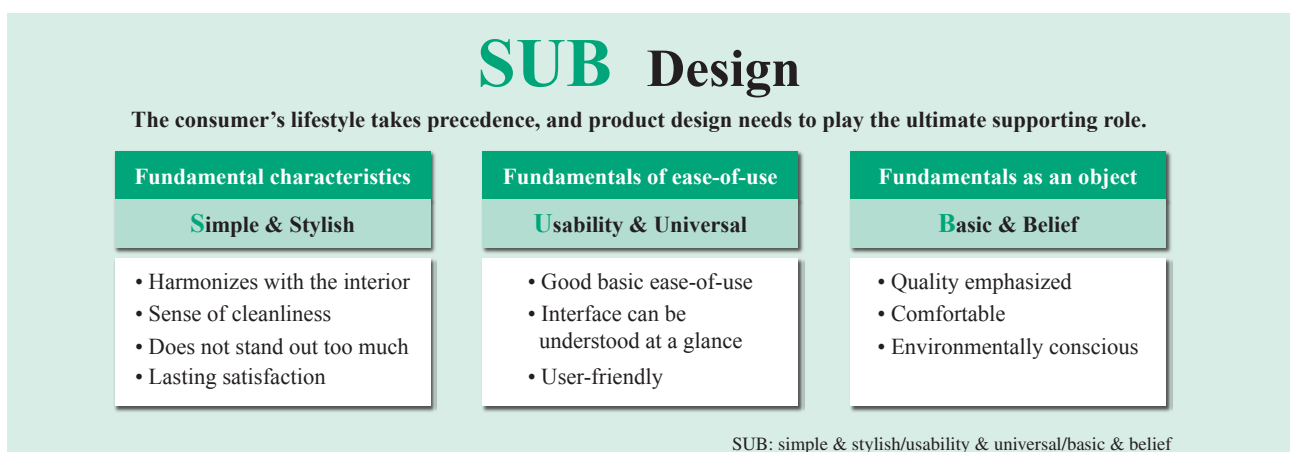 SUB Design
The consumer’s lifestyle takes precedence, and product design needs to play the ultimate supporting role.
Fundamental characteristics
Simple & Stylish
• Harmonizes with the interior
• Sense of cleanliness
• Does not stand out too much
• Lasting satisfaction
Fundamentals of ease-of-use
Usability & Universal
• Good basic ease-of-use
• Interface can be
understood at a glance
• User-friendly
Fundamentals as an object
Basic & Belief
• Quality emphasized
• Comfortable
• Environmentally conscious
SUB: simple & stylish/usability & universal/basic & belief